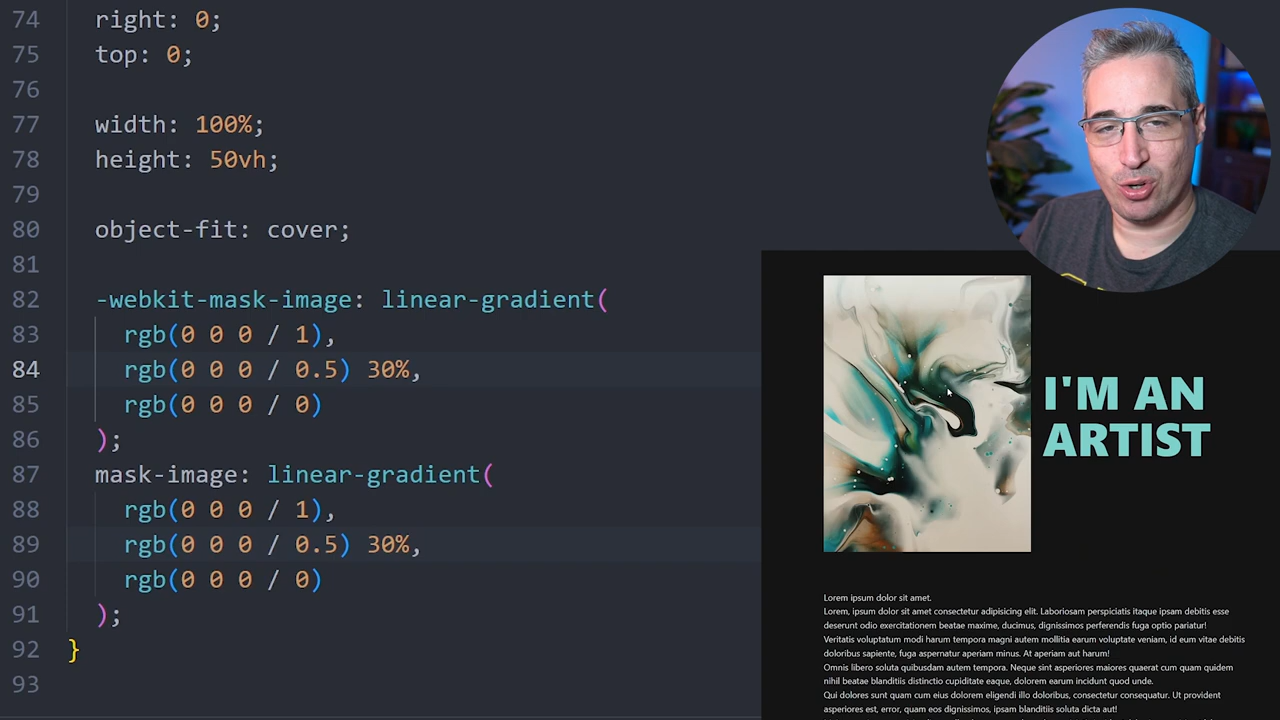 74 right: 0;
75 top: 0;
76
77 width: 100%;
78 height: 50vh;
79
80 object-fit: cover;
81
82 -webkit-mask-image: linear-gradient(
83 rgb(0 0 0 / 1),
84 rgb(0 0 0 / 0.5) 30%,
85 rgb(0 0 0 / 0)
86 );
87 mask-image: linear-gradient(
88 rgb(0 0 0 / 1),
89 rgb(0 0 0 / 0.5) 30%,
90 rgb(0 0 0 / 0)
91 );
92 }
93
I'M AN
ARTIST
Lorem ipsum dolor sit amet.
Lorem, ipsum dolor sit amet consectetur adipisicing elit. Laboriosam perspiciatis itaque ipsam debitis esse
deserunt odio exercitationem beatae maxime, ducimus, dignissimos perferendis fuga optio pariatur!
Veritatis voluptatum modi harum tempora magni autem mollitia earum voluptate veniam, id eum vitae debitis
doloribus sapiente, fuga aspernatur aperiam minus. At aperiam aut harum!
Omnis libero soluta quibusdam autem tempora. Neque sint asperiores maiores quaerat cum quam quidem
nihil beatae blanditiis distinctio cupiditate eaque, dolorem earum incidunt quod unde.
Qui dolores sunt quam cum eius dolorem eligendi illo doloribus, consectetur consequatur. Ut provident
asperiores est, error, quam eos dignissimos, ipsam blanditiis soluta dicta aut!